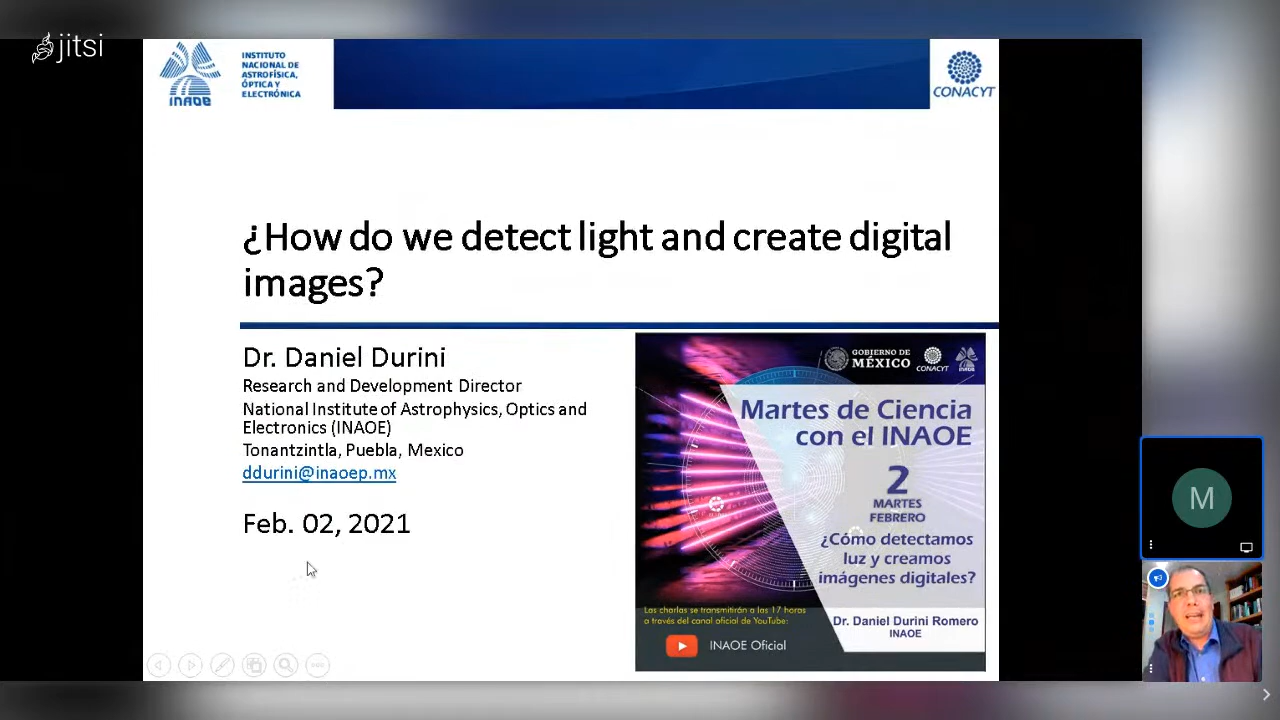 jitsi
INSTITUTO
NACIONAL DE
ASTROFÍSICA,
ÓPTICA Y
ELECTRÓNICA
INAOE
CONACYT
¿How do we detect light and create digital
images?
Dr. Daniel Durini
Research and Development Director
National Institute of Astrophysics, Optics and
Electronics (INAOE)
Tonantzintla, Puebla, Mexico
ddurini@inaoep.mx
Feb. 02, 2021
GOBIERNO DE
MÉXICO
CONACYT
INAOE
Martes de Ciencia
con el INAOE
2
MARTES
FEBRERO
¿Cómo detectamos
luz y creamos
imágenes digitales?
Las charlas se transmitirán a las 17 horas
a través del canal oficial de YouTube:
INAOE Oficial
Dr. Daniel Durini Romero
INAOE
M